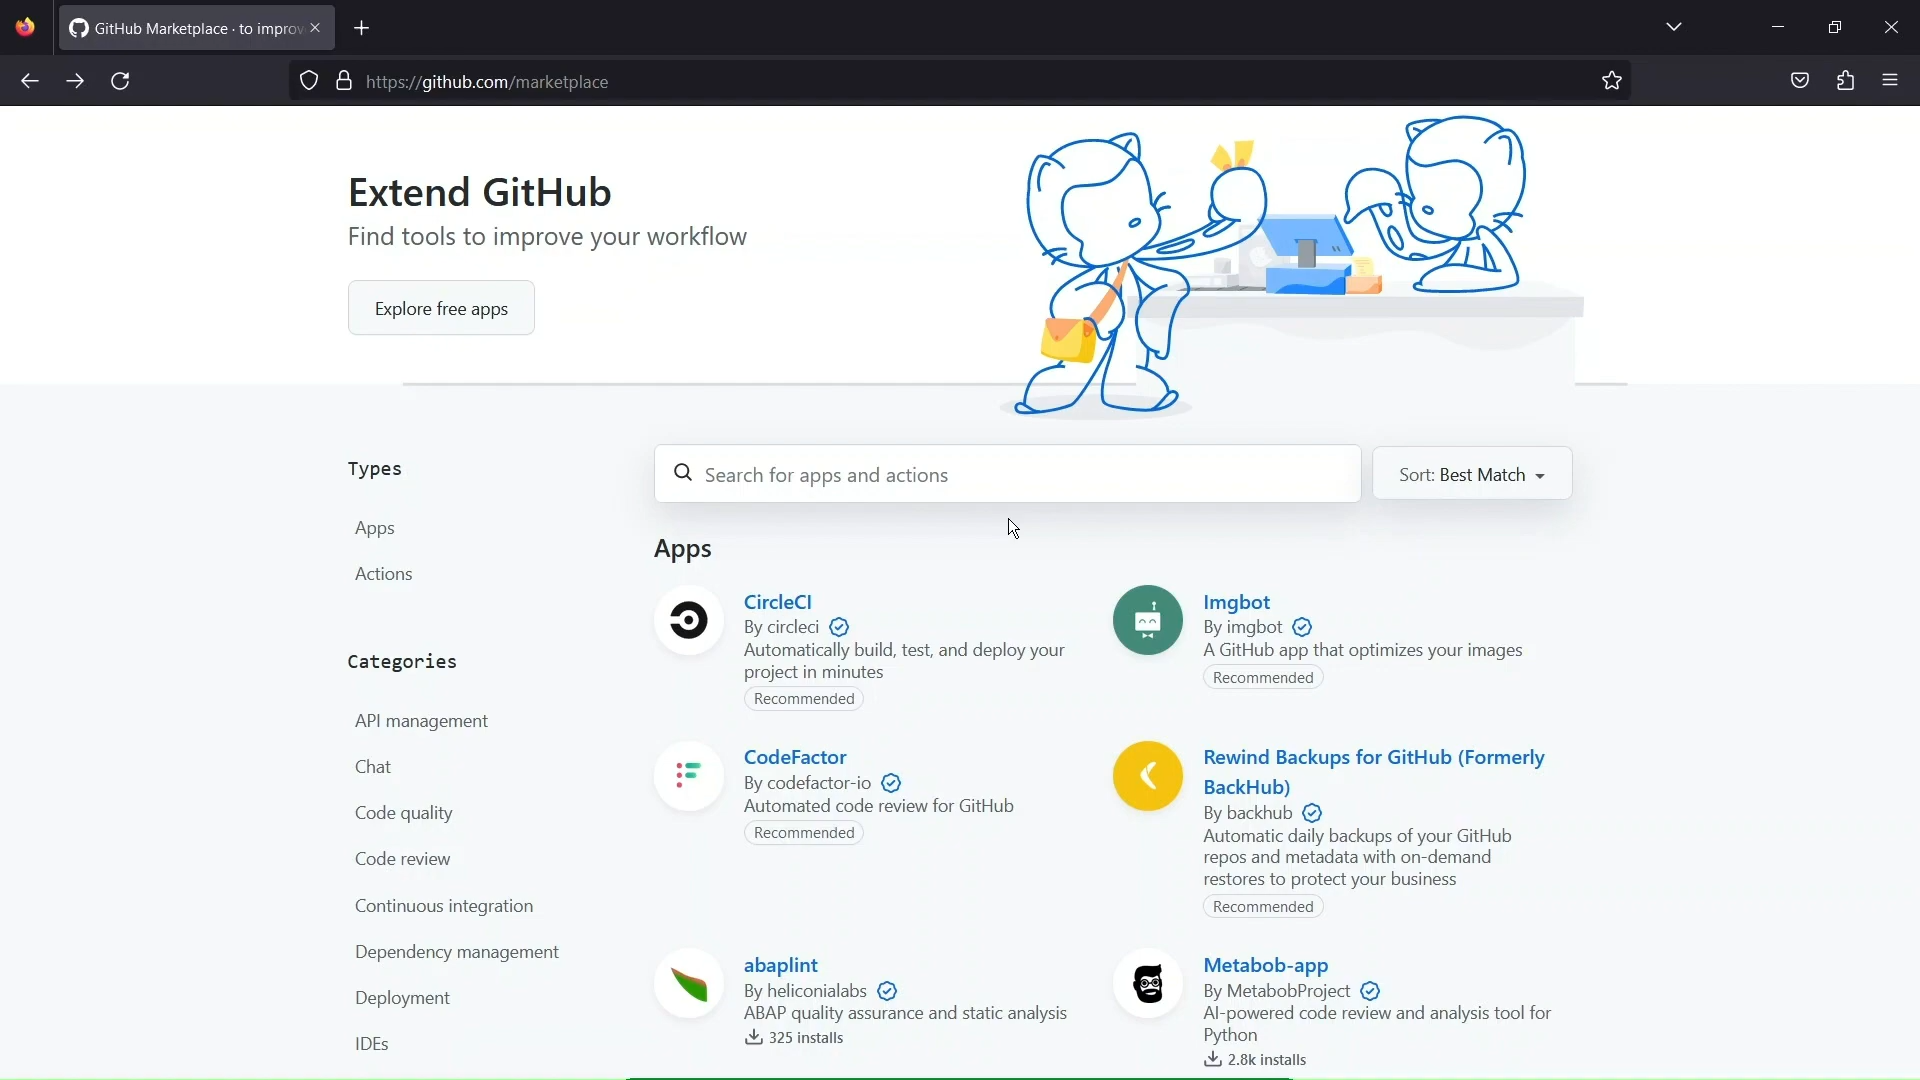 GitHub Marketplace · to improv
https://github.com/marketplace
Extend GitHub
Find tools to improve your workflow
Explore free apps
Types
Apps
Actions
Categories
API management
Chat
Code quality
Code review
Continuous integration
Dependency management
Deployment
IDEs
Search for apps and actions
Sort: Best Match
Apps
CircleCI
By circleci
Automatically build, test, and deploy your
project in minutes
Recommended
Imgbot
By imgbot
A GitHub app that optimizes your images
Recommended
CodeFactor
By codefactor-io
Automated code review for GitHub
Recommended
Rewind Backups for GitHub (Formerly
BackHub)
By backhub
Automatic daily backups of your GitHub
repos and metadata with on-demand
restores to protect your business
Recommended
abaplint
By heliconialabs
ABAP quality assurance and static analysis
325 installs
Metabob-app
By MetabobProject
AI-powered code review and analysis tool for
Python
2.8k installs